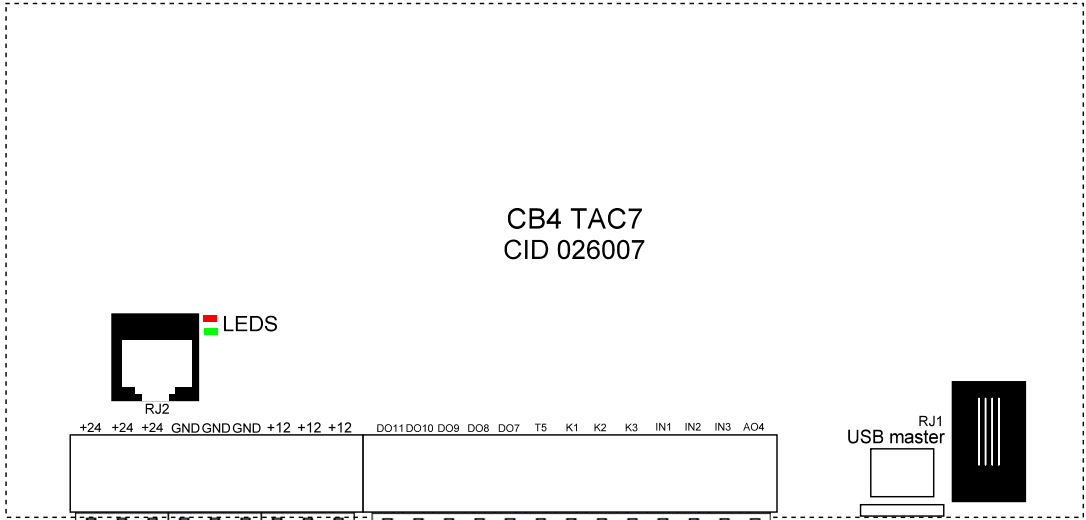 CB4 TAC7
CID 026007
LEDS
RJ2
RJ1
USB master
+24 +24 +24 GND GND GND +12 +12 +12 DO11 DO10 DO9 DO8 DO7 T5 K1 K2 K3 IN1 IN2 IN3 AO4